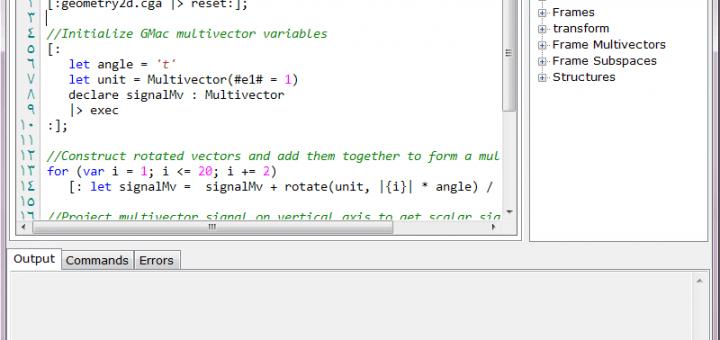 ١ [:geometry2d.cga |> reset:];
٣
٤ //Initialize GMac multivector variables
٥ [:
٦ let angle = 't'
٧ let unit = Multivector(#e1# = 1)
٨ declare signalMv : Multivector
٩ |> exec
١٠ :];
١١
١٢ //Construct rotated vectors and add them together to form a mul
١٣ for (var i = 1; i <= 20; i += 2)
١٤ [: let signalMv = signalMv + rotate(unit, |{i}| * angle) /
١٥
١٦ //Project multivector signal on vertical axis to get scalar sig
Frames
transform
Frame Multivectors
Frame Subspaces
Structures
Output
Commands
Errors